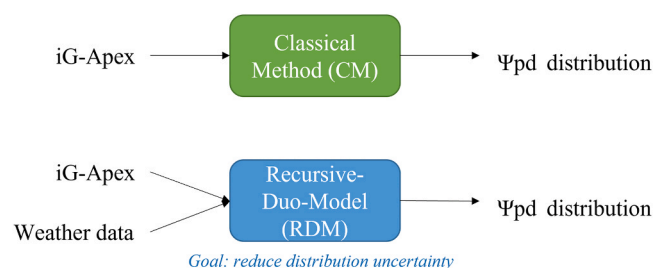 iG-Apex
Classical
Method (CM)
Ψpd distribution
iG-Apex
Weather data
Recursive-
Duo-Model
(RDM)
Ψpd distribution
Goal: reduce distribution uncertainty